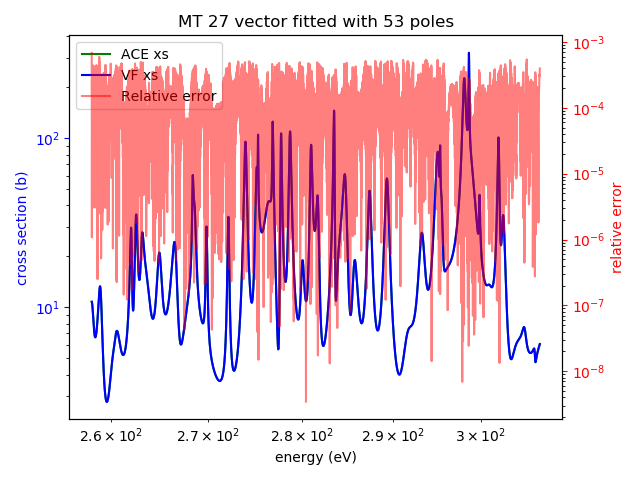 MT 27 vector fitted with 53 poles
ACE xs
VF xs
Relative error
cross section (b)
10²
10¹
10⁻³
10⁻⁴
10⁻⁵
10⁻⁶
10⁻⁷
10⁻⁸
relative error
2.6 × 10² 2.7 × 10² 2.8 × 10² 2.9 × 10² 3 × 10²
energy (eV)